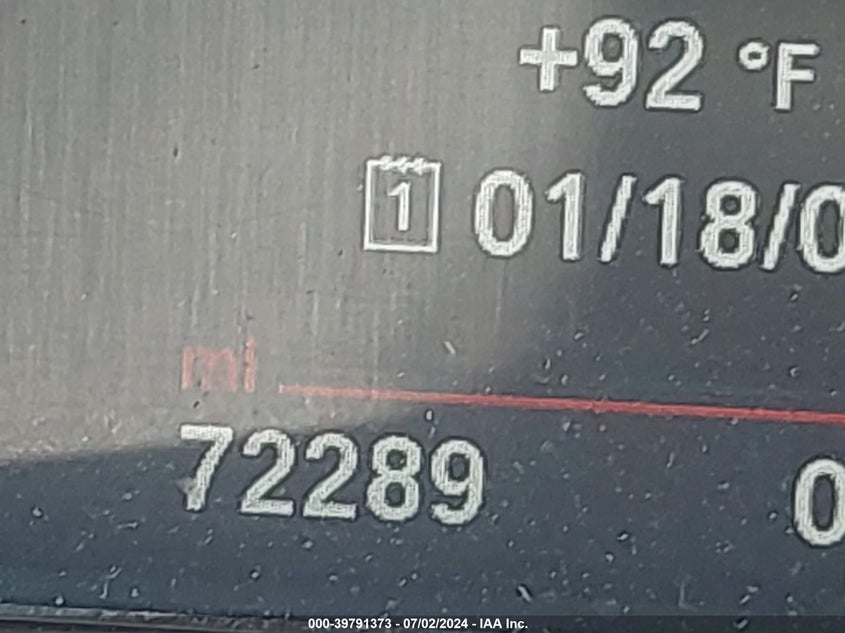 +92 °F
1 01/18/0
mi
72289 0
000-39791373 - 07/02/2024 - IAA Inc.